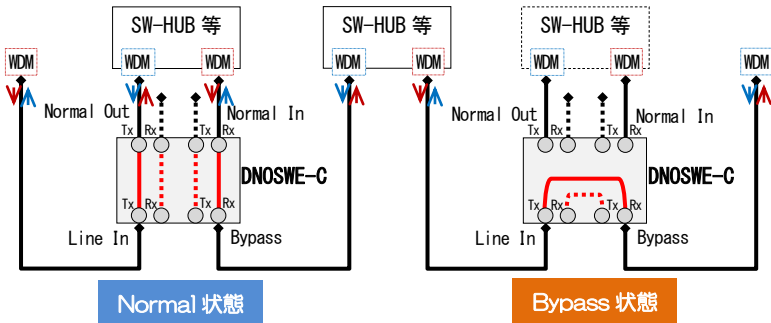 SW-HUB 等
SW-HUB 等
SW-HUB 等
WDM
WDM
WDM
WDM
WDM
WDM
WDM
WDM
Normal Out
Normal In
Normal Out
Normal In
Tx Rx
Tx Rx
Tx Rx
Tx Rx
DNOSWE-C
DNOSWE-C
Tx Rx
Tx Rx
Tx Rx
Tx Rx
Line In
Bypass
Line In
Bypass
Normal 状態
Bypass 状態